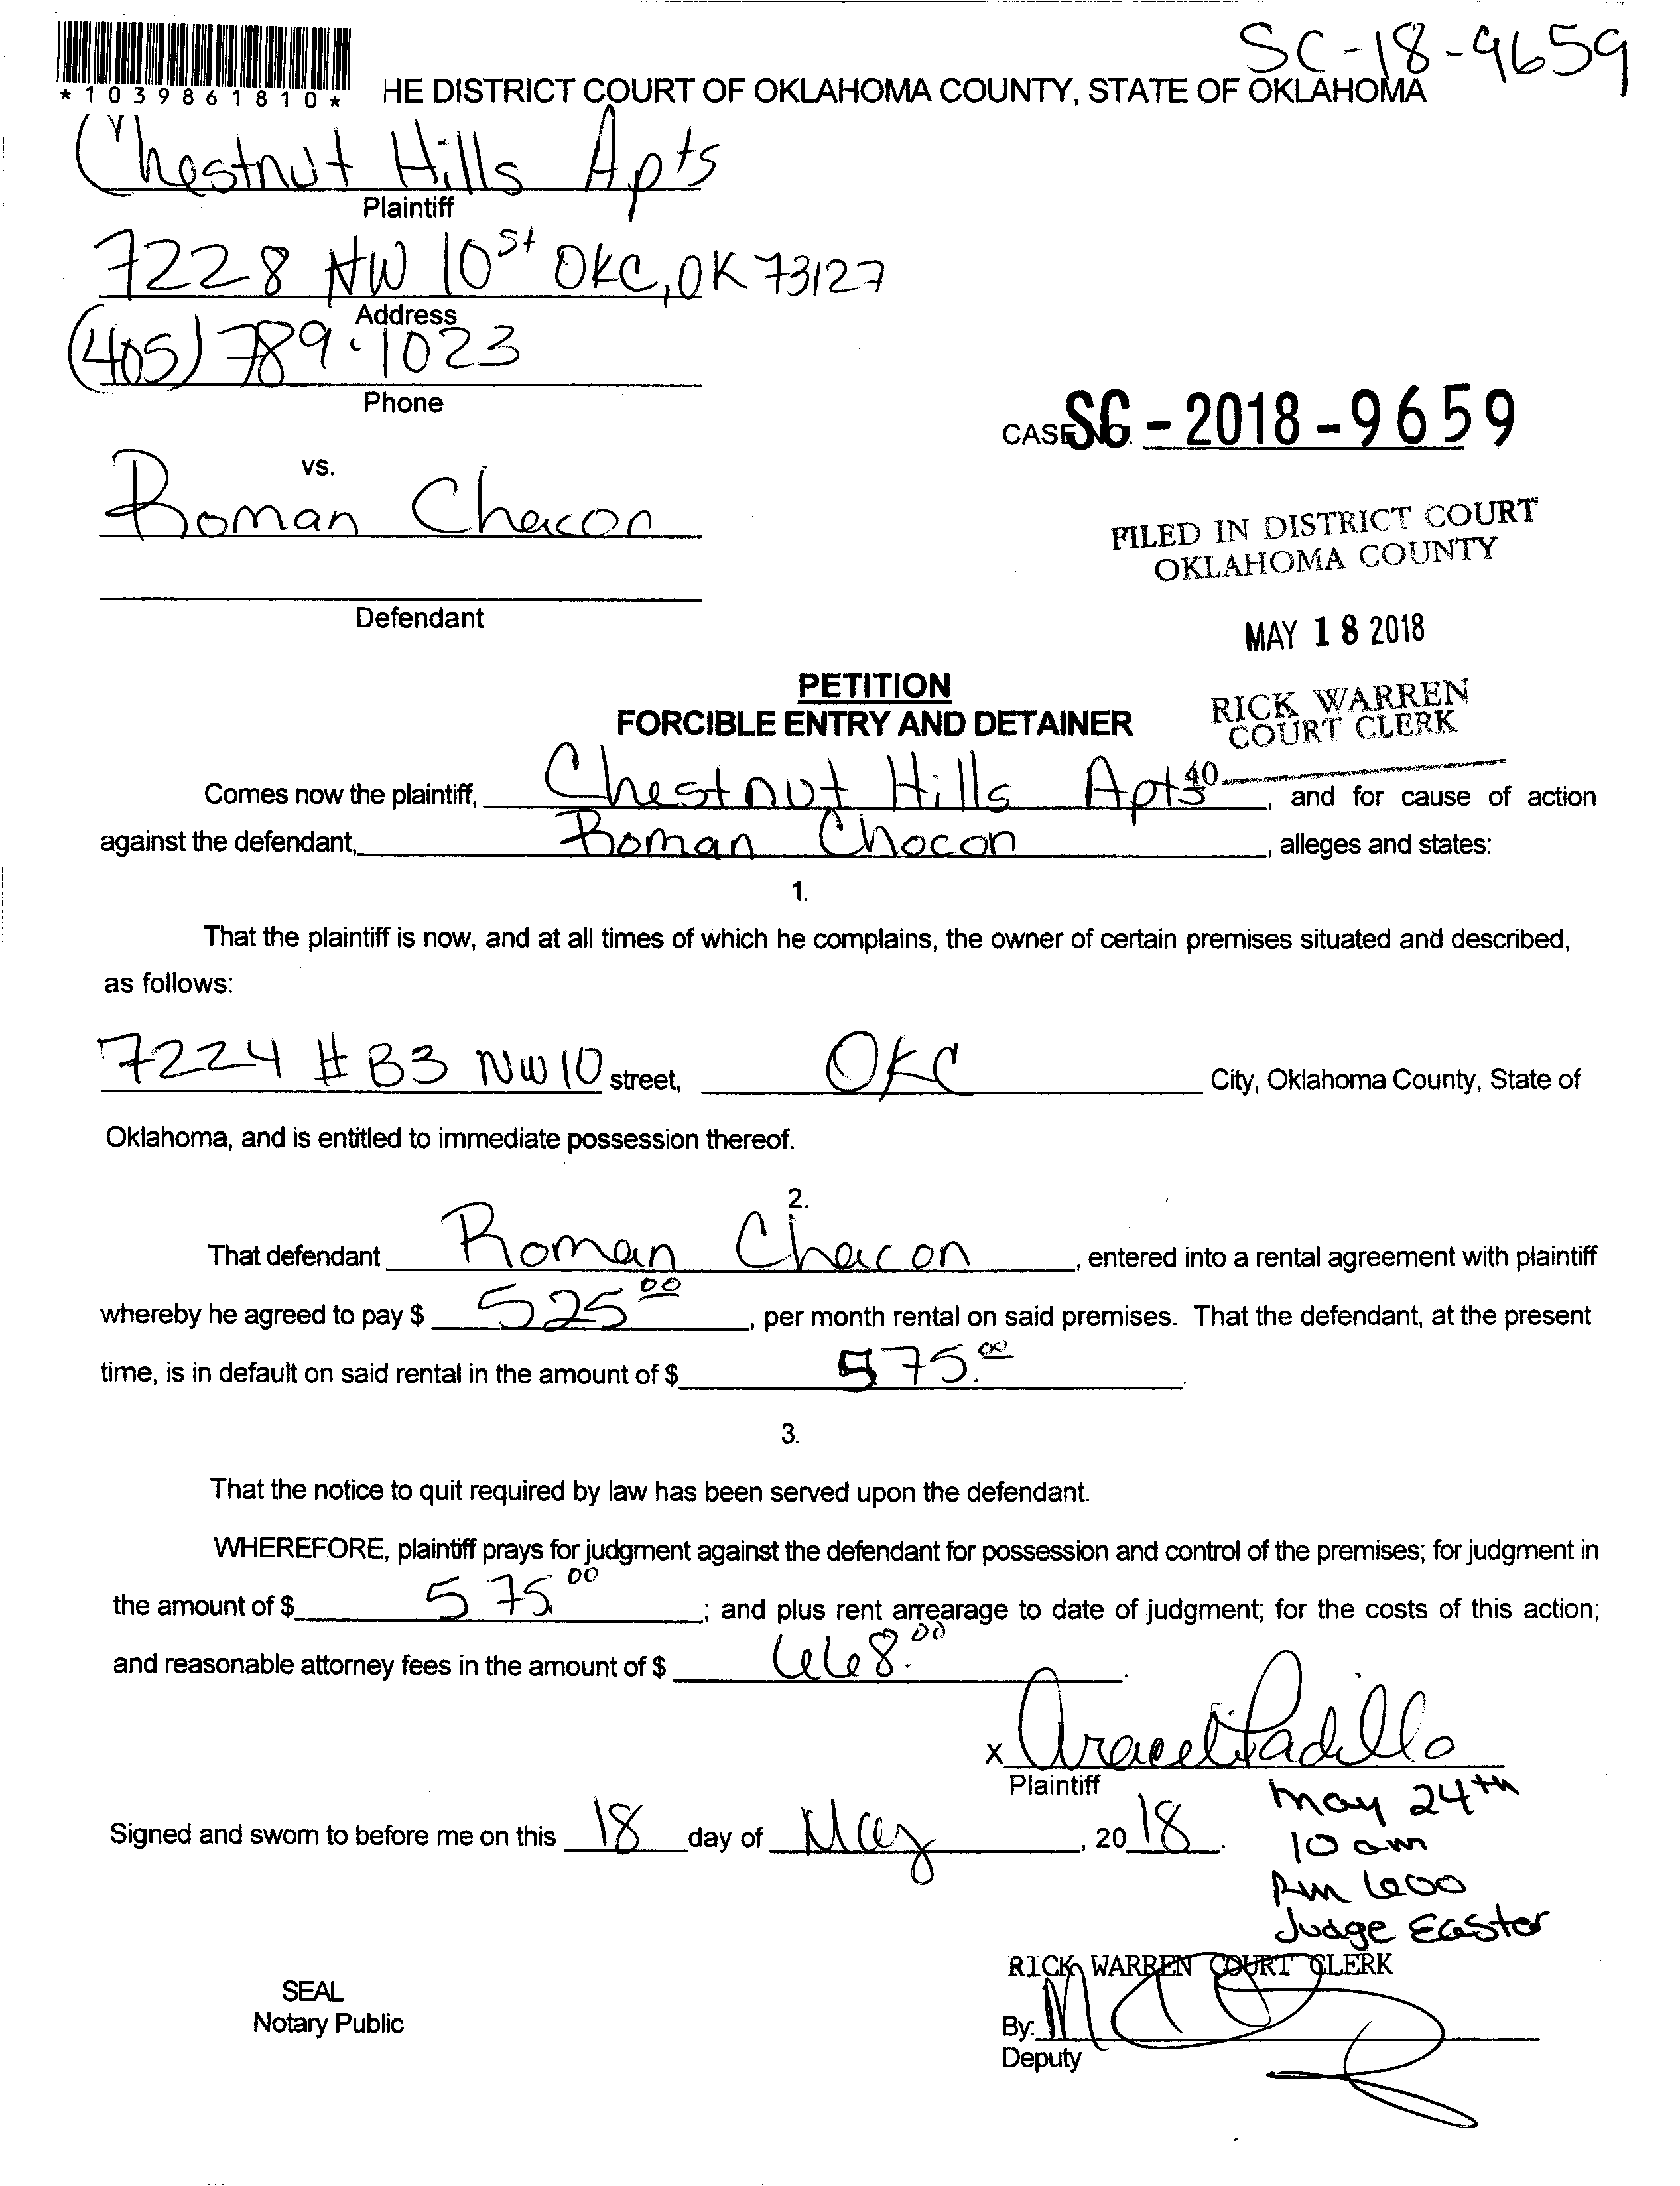 SC-18-9659
*1039861810*
HE DISTRICT COURT OF OKLAHOMA COUNTY, STATE OF OKLAHOMA
Chestnut Hills Apts
Plaintiff
7228 NW 10 St OKC, OK 73127
Address
(405) 789-1023
Phone
CASE NO. SC - 2018 - 9659
vs.
Roman Chacon
FILED IN DISTRICT COURT
OKLAHOMA COUNTY
Defendant
MAY 18 2018
PETITION
RICK WARREN
COURT CLERK
FORCIBLE ENTRY AND DETAINER
40
Comes now the plaintiff, Chestnut Hills Apts, and for cause of action
against the defendant, Roman Chocon, alleges and states:
1.
That the plaintiff is now, and at all times of which he complains, the owner of certain premises situated and described,
as follows:
7224 # B3 NW 10 street, OKC City, Oklahoma County, State of
Oklahoma, and is entitled to immediate possession thereof.
2.
That defendant Roman Chacon, entered into a rental agreement with plaintiff
whereby he agreed to pay $ 525.00, per month rental on said premises. That the defendant, at the present
time, is in default on said rental in the amount of $ 575.00.
3.
That the notice to quit required by law has been served upon the defendant.
WHEREFORE, plaintiff prays for judgment against the defendant for possession and control of the premises; for judgment in
the amount of $ 575.00; and plus rent arrearage to date of judgment; for the costs of this action;
and reasonable attorney fees in the amount of $ 668.00.
x Araceli Padillo
Plaintiff
May 24th
Signed and sworn to before me on this 18 day of May, 2018.
10 am
Rm 600
Judge Easter
RICK WARREN COURT CLERK
SEAL
Notary Public
By:
Deputy